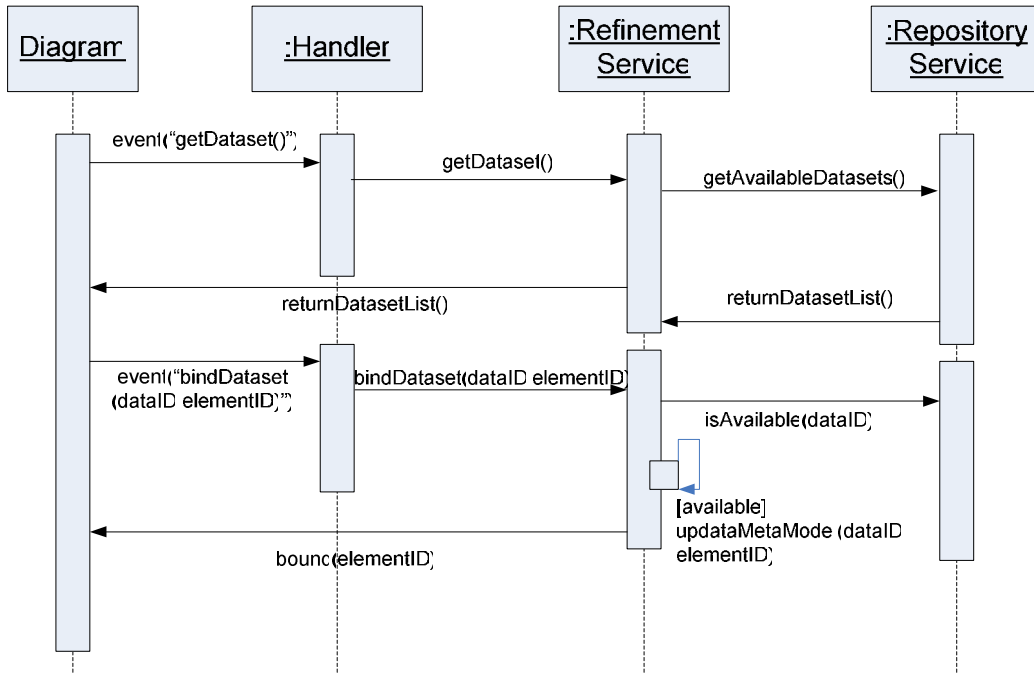 Diagram
:Handler
:Refinement
Service
:Repository
Service
event("getDataset()")
getDataset()
getAvailableDatasets()
returnDatasetList()
returnDatasetList()
event("bindDataset
(dataID elementID)")
bindDataset(dataID elementID)
isAvailable(dataID)
[available]
updataMetaMode (dataID
elementID)
bound(elementID)